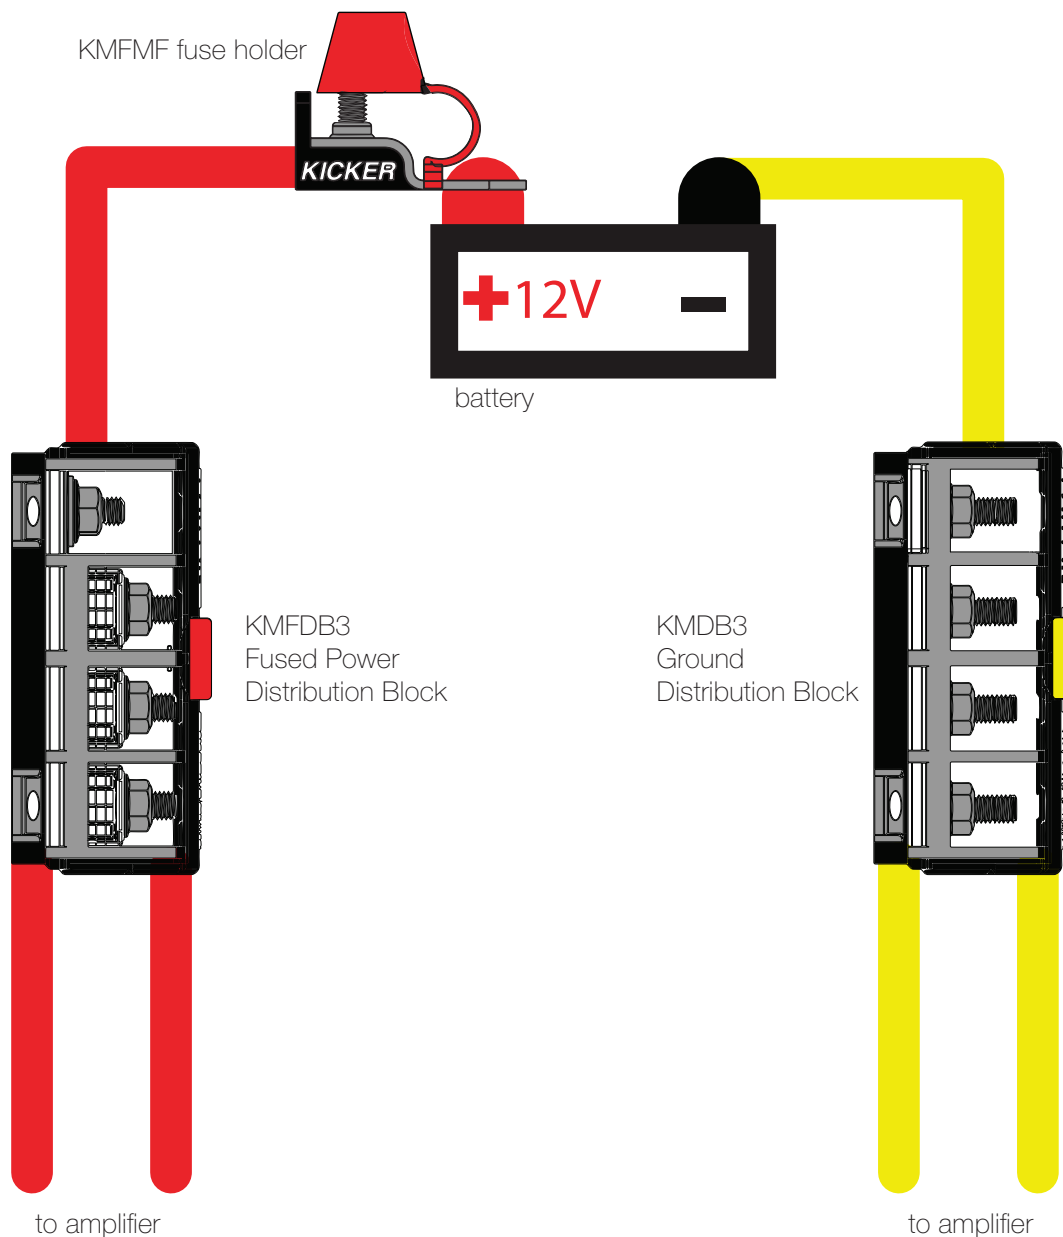 KMFMF fuse holder
KICKER
+12V −
battery
KMFDB3
Fused Power
Distribution Block
KMDB3
Ground
Distribution Block
to amplifier
to amplifier